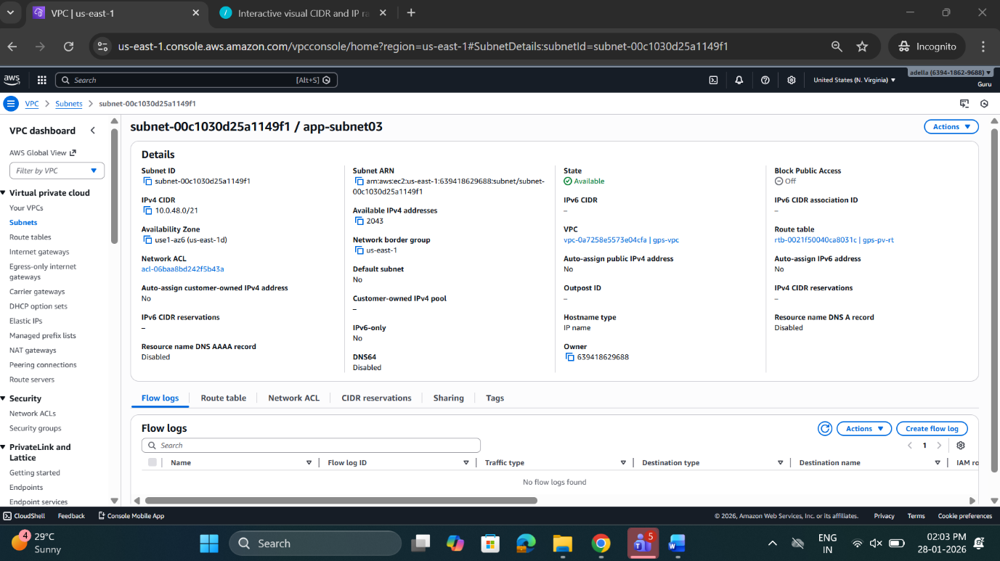 VPC | us-east-1
Interactive visual CIDR and IP ra
us-east-1.console.aws.amazon.com/vpcconsole/home?region=us-east-1#SubnetDetails:subnetId=subnet-00c1030d25a1149f1
Incognito
aws
Search
[Alt+S]
United States (N. Virginia) ▼
adella (6394-1862-9688) ▼
Guru
VPC > Subnets > subnet-00c1030d25a1149f1
VPC dashboard
AWS Global View
Filter by VPC
Virtual private cloud
Your VPCs
Subnets
Route tables
Internet gateways
Egress-only internet
gateways
Carrier gateways
DHCP option sets
Elastic IPs
Managed prefix lists
NAT gateways
Peering connections
Route servers
Security
Network ACLs
Security groups
PrivateLink and
Lattice
Getting started
Endpoints
Endpoint services
subnet-00c1030d25a1149f1 / app-subnet03
Actions ▼
Details
Subnet ID
subnet-00c1030d25a1149f1
IPv4 CIDR
10.0.48.0/21
Availability Zone
use1-az6 (us-east-1d)
Network ACL
acl-06baa8bd242f5b43a
Auto-assign customer-owned IPv4 address
No
IPv6 CIDR reservations
–
Resource name DNS AAAA record
Disabled
Subnet ARN
arn:aws:ec2:us-east-1:639418629688:subnet/subnet-
00c1030d25a1149f1
Available IPv4 addresses
2043
Network border group
us-east-1
Default subnet
No
Customer-owned IPv4 pool
–
IPv6-only
No
DNS64
Disabled
State
Available
IPv6 CIDR
–
VPC
vpc-0a7258e5573e04cfa | gps-vpc
Auto-assign public IPv4 address
No
Outpost ID
–
Hostname type
IP name
Owner
639418629688
Block Public Access
Off
IPv6 CIDR association ID
–
Route table
rtb-0021f50040ca8031c | gps-pv-rt
Auto-assign IPv6 address
No
IPv4 CIDR reservations
–
Resource name DNS A record
Disabled
Flow logs
Route table
Network ACL
CIDR reservations
Sharing
Tags
Flow logs
Actions ▼
Create flow log
Search
1
Name
Flow log ID
Traffic type
Destination type
Destination name
IAM ro
No flow logs found
CloudShell
Feedback
Console Mobile App
© 2026, Amazon Web Services, Inc. or its affiliates.
Privacy
Terms
Cookie preferences
4
29°C
Sunny
Search
5
ENG
IN
02:03 PM
28-01-2026